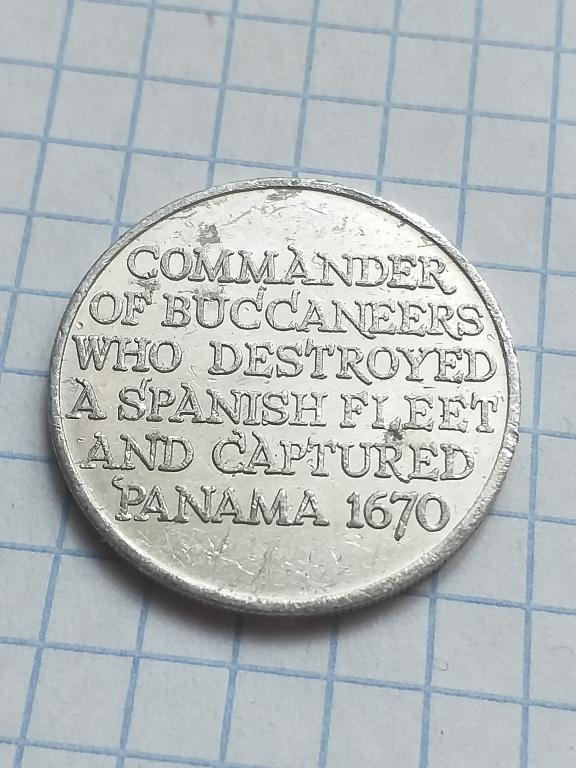 COMMANDER
OF BUCCANEERS
WHO DESTROYED
A SPANISH FLEET
AND CAPTURED
PANAMA 1670